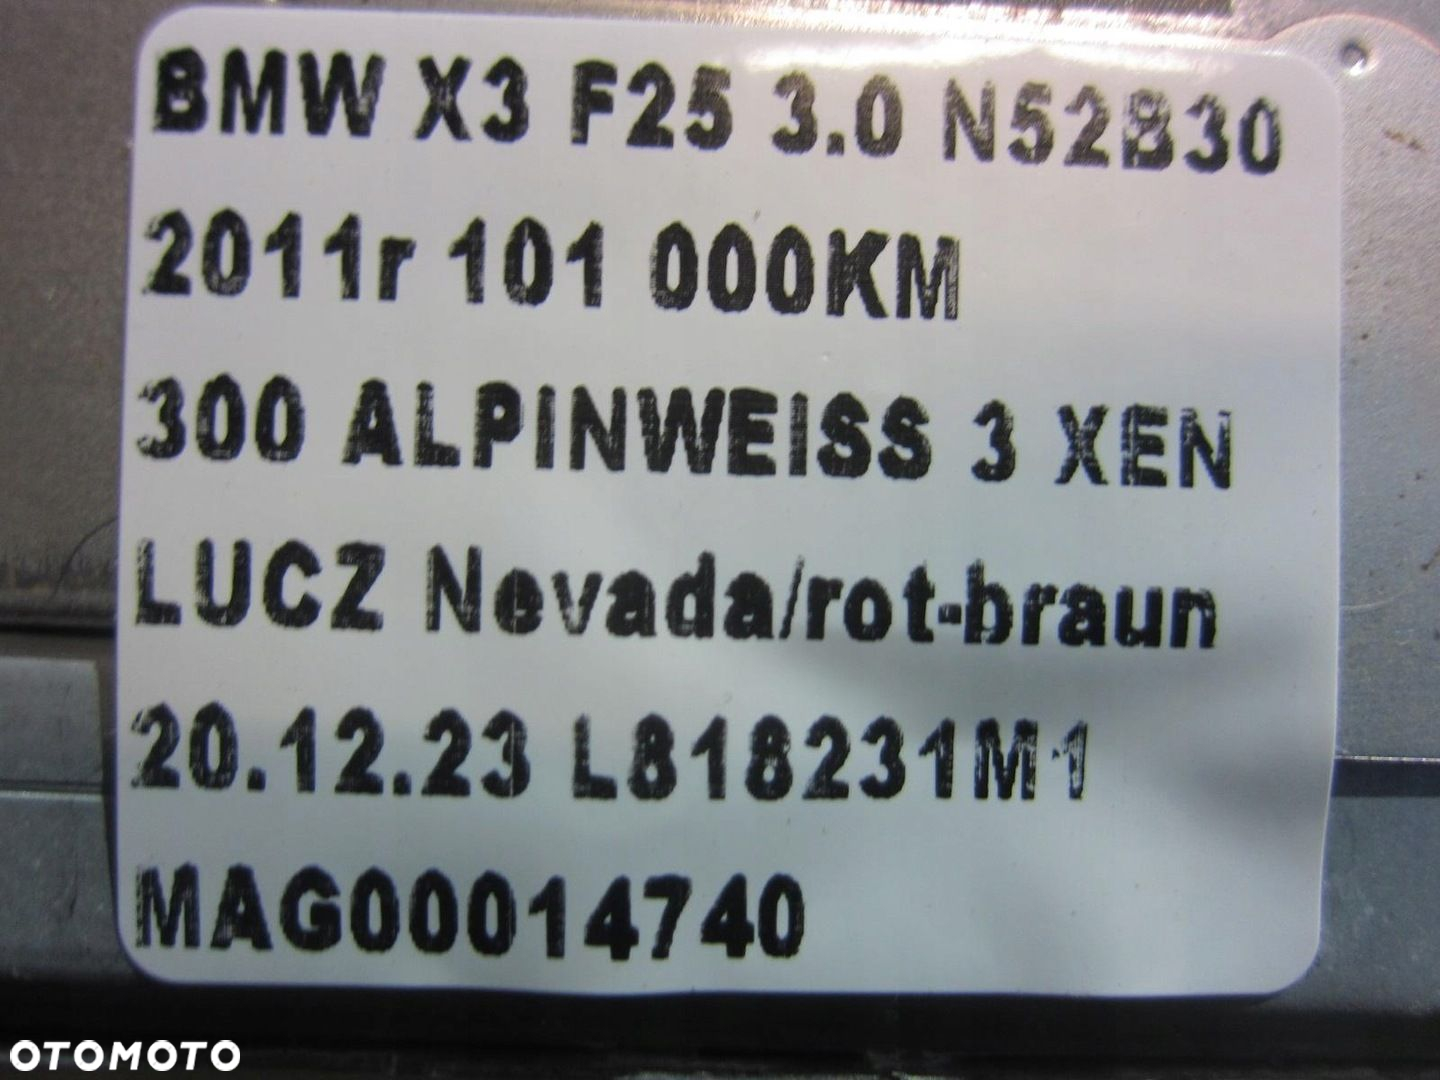 BMW X3 F25 3.0 N52B30
2011r 101 000KM
300 ALPINWEISS 3 XEN
LUCZ Nevada/rot-braun
20.12.23 L818231M1
MAG00014740
OTOMOTO